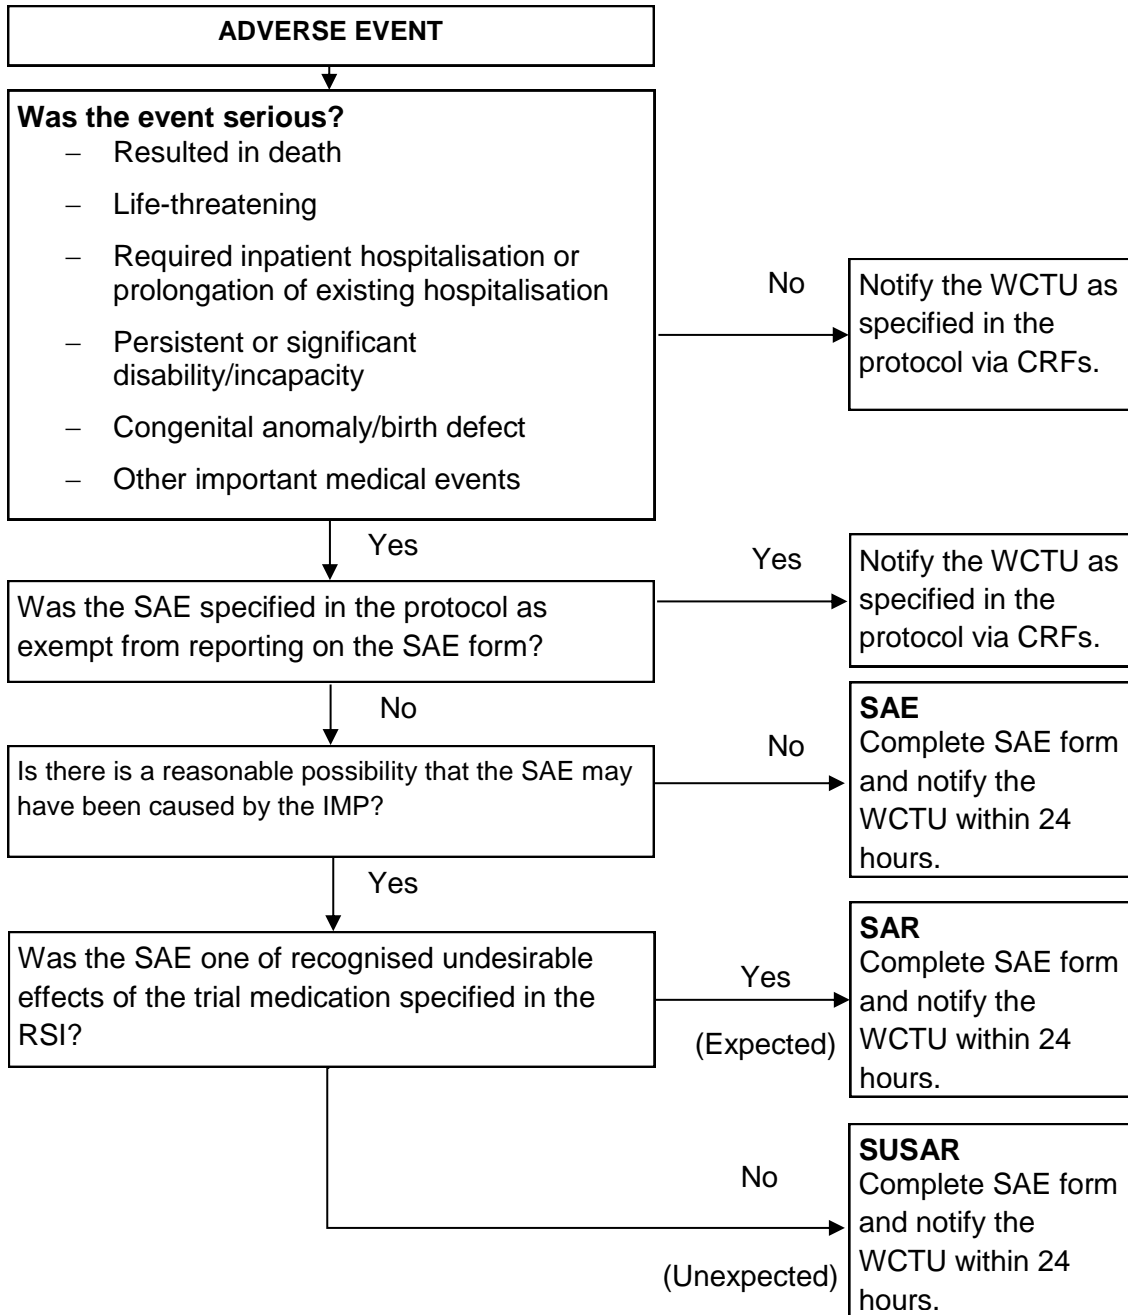 ADVERSE EVENT
Was the event serious?
– Resulted in death
– Life-threatening
– Required inpatient hospitalisation or
prolongation of existing hospitalisation
– Persistent or significant
disability/incapacity
– Congenital anomaly/birth defect
– Other important medical events
No
Notify the WCTU as
specified in the
protocol via CRFs.
Yes
Was the SAE specified in the protocol as
exempt from reporting on the SAE form?
Yes
Notify the WCTU as
specified in the
protocol via CRFs.
No
Is there is a reasonable possibility that the SAE may
have been caused by the IMP?
No
SAE
Complete SAE form
and notify the
WCTU within 24
hours.
Yes
Was the SAE one of recognised undesirable
effects of the trial medication specified in the
RSI?
Yes
(Expected)
SAR
Complete SAE form
and notify the
WCTU within 24
hours.
No
(Unexpected)
SUSAR
Complete SAE form
and notify the
WCTU within 24
hours.